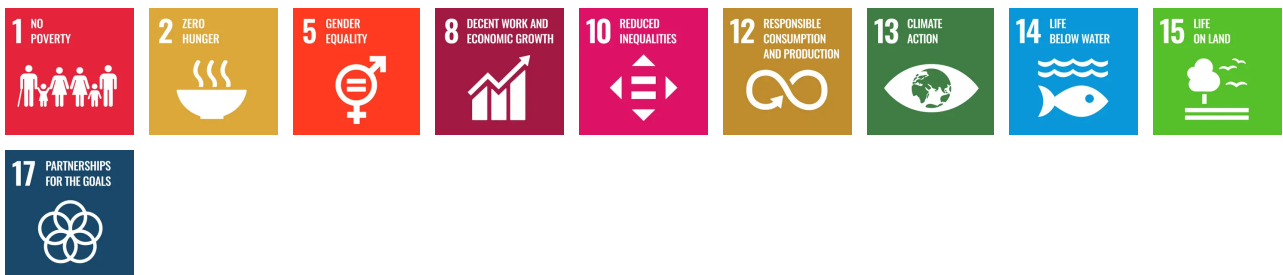 1 NO
POVERTY
2 ZERO
HUNGER
5 GENDER
EQUALITY
8 DECENT WORK AND
ECONOMIC GROWTH
10 REDUCED
INEQUALITIES
12 RESPONSIBLE
CONSUMPTION
AND PRODUCTION
13 CLIMATE
ACTION
14 LIFE
BELOW WATER
15 LIFE
ON LAND
17 PARTNERSHIPS
FOR THE GOALS